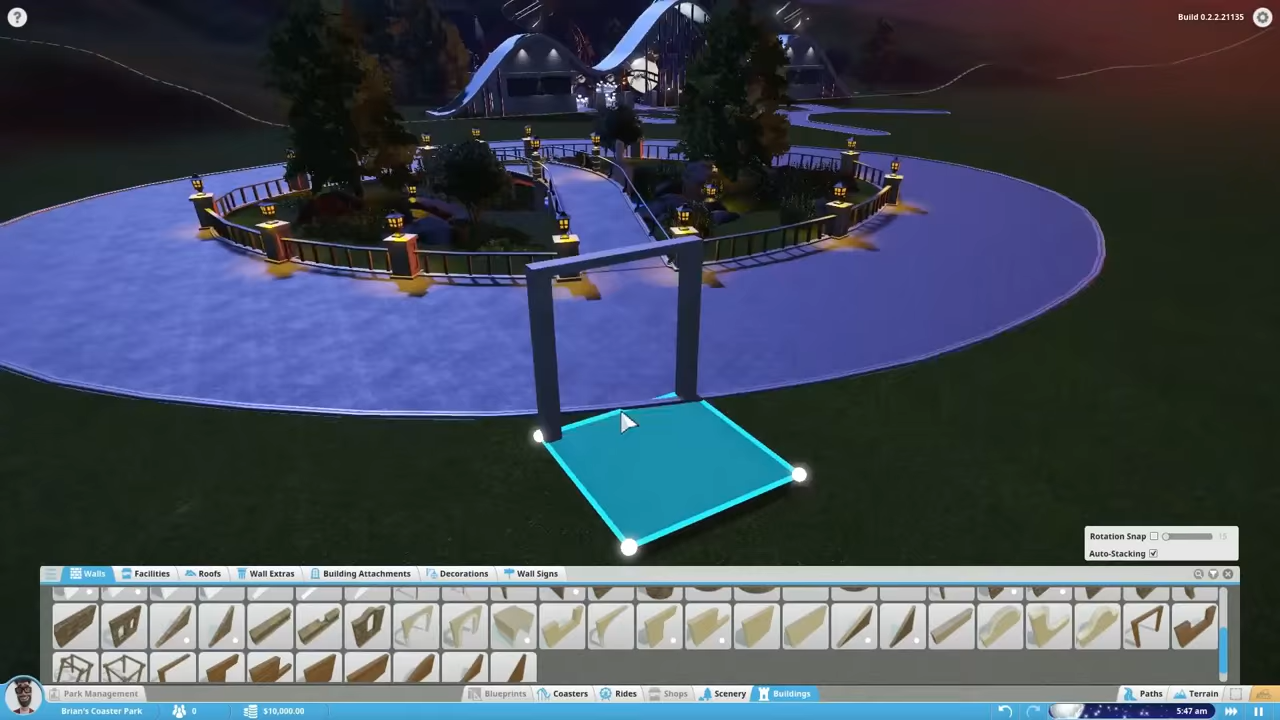 ?
Build 0.2.2.21135
Rotation Snap 15
Auto-Stacking
Walls Facilities Roofs Wall Extras Building Attachments Decorations Wall Signs
Park Management Blueprints Coasters Rides Shops Scenery Buildings Paths Terrain
Brian's Coaster Park 0 $10,000.00 5:47 am